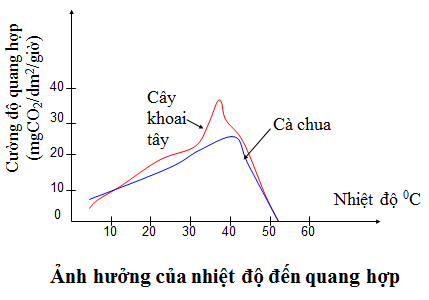 Cường độ quang hợp
(mgCO2/dm2/giờ)
40
30
20
10
0
Cây
khoai
tây
Cà chua
Nhiệt độ 0C
10 20 30 40 50 60
Ảnh hưởng của nhiệt độ đến quang hợp